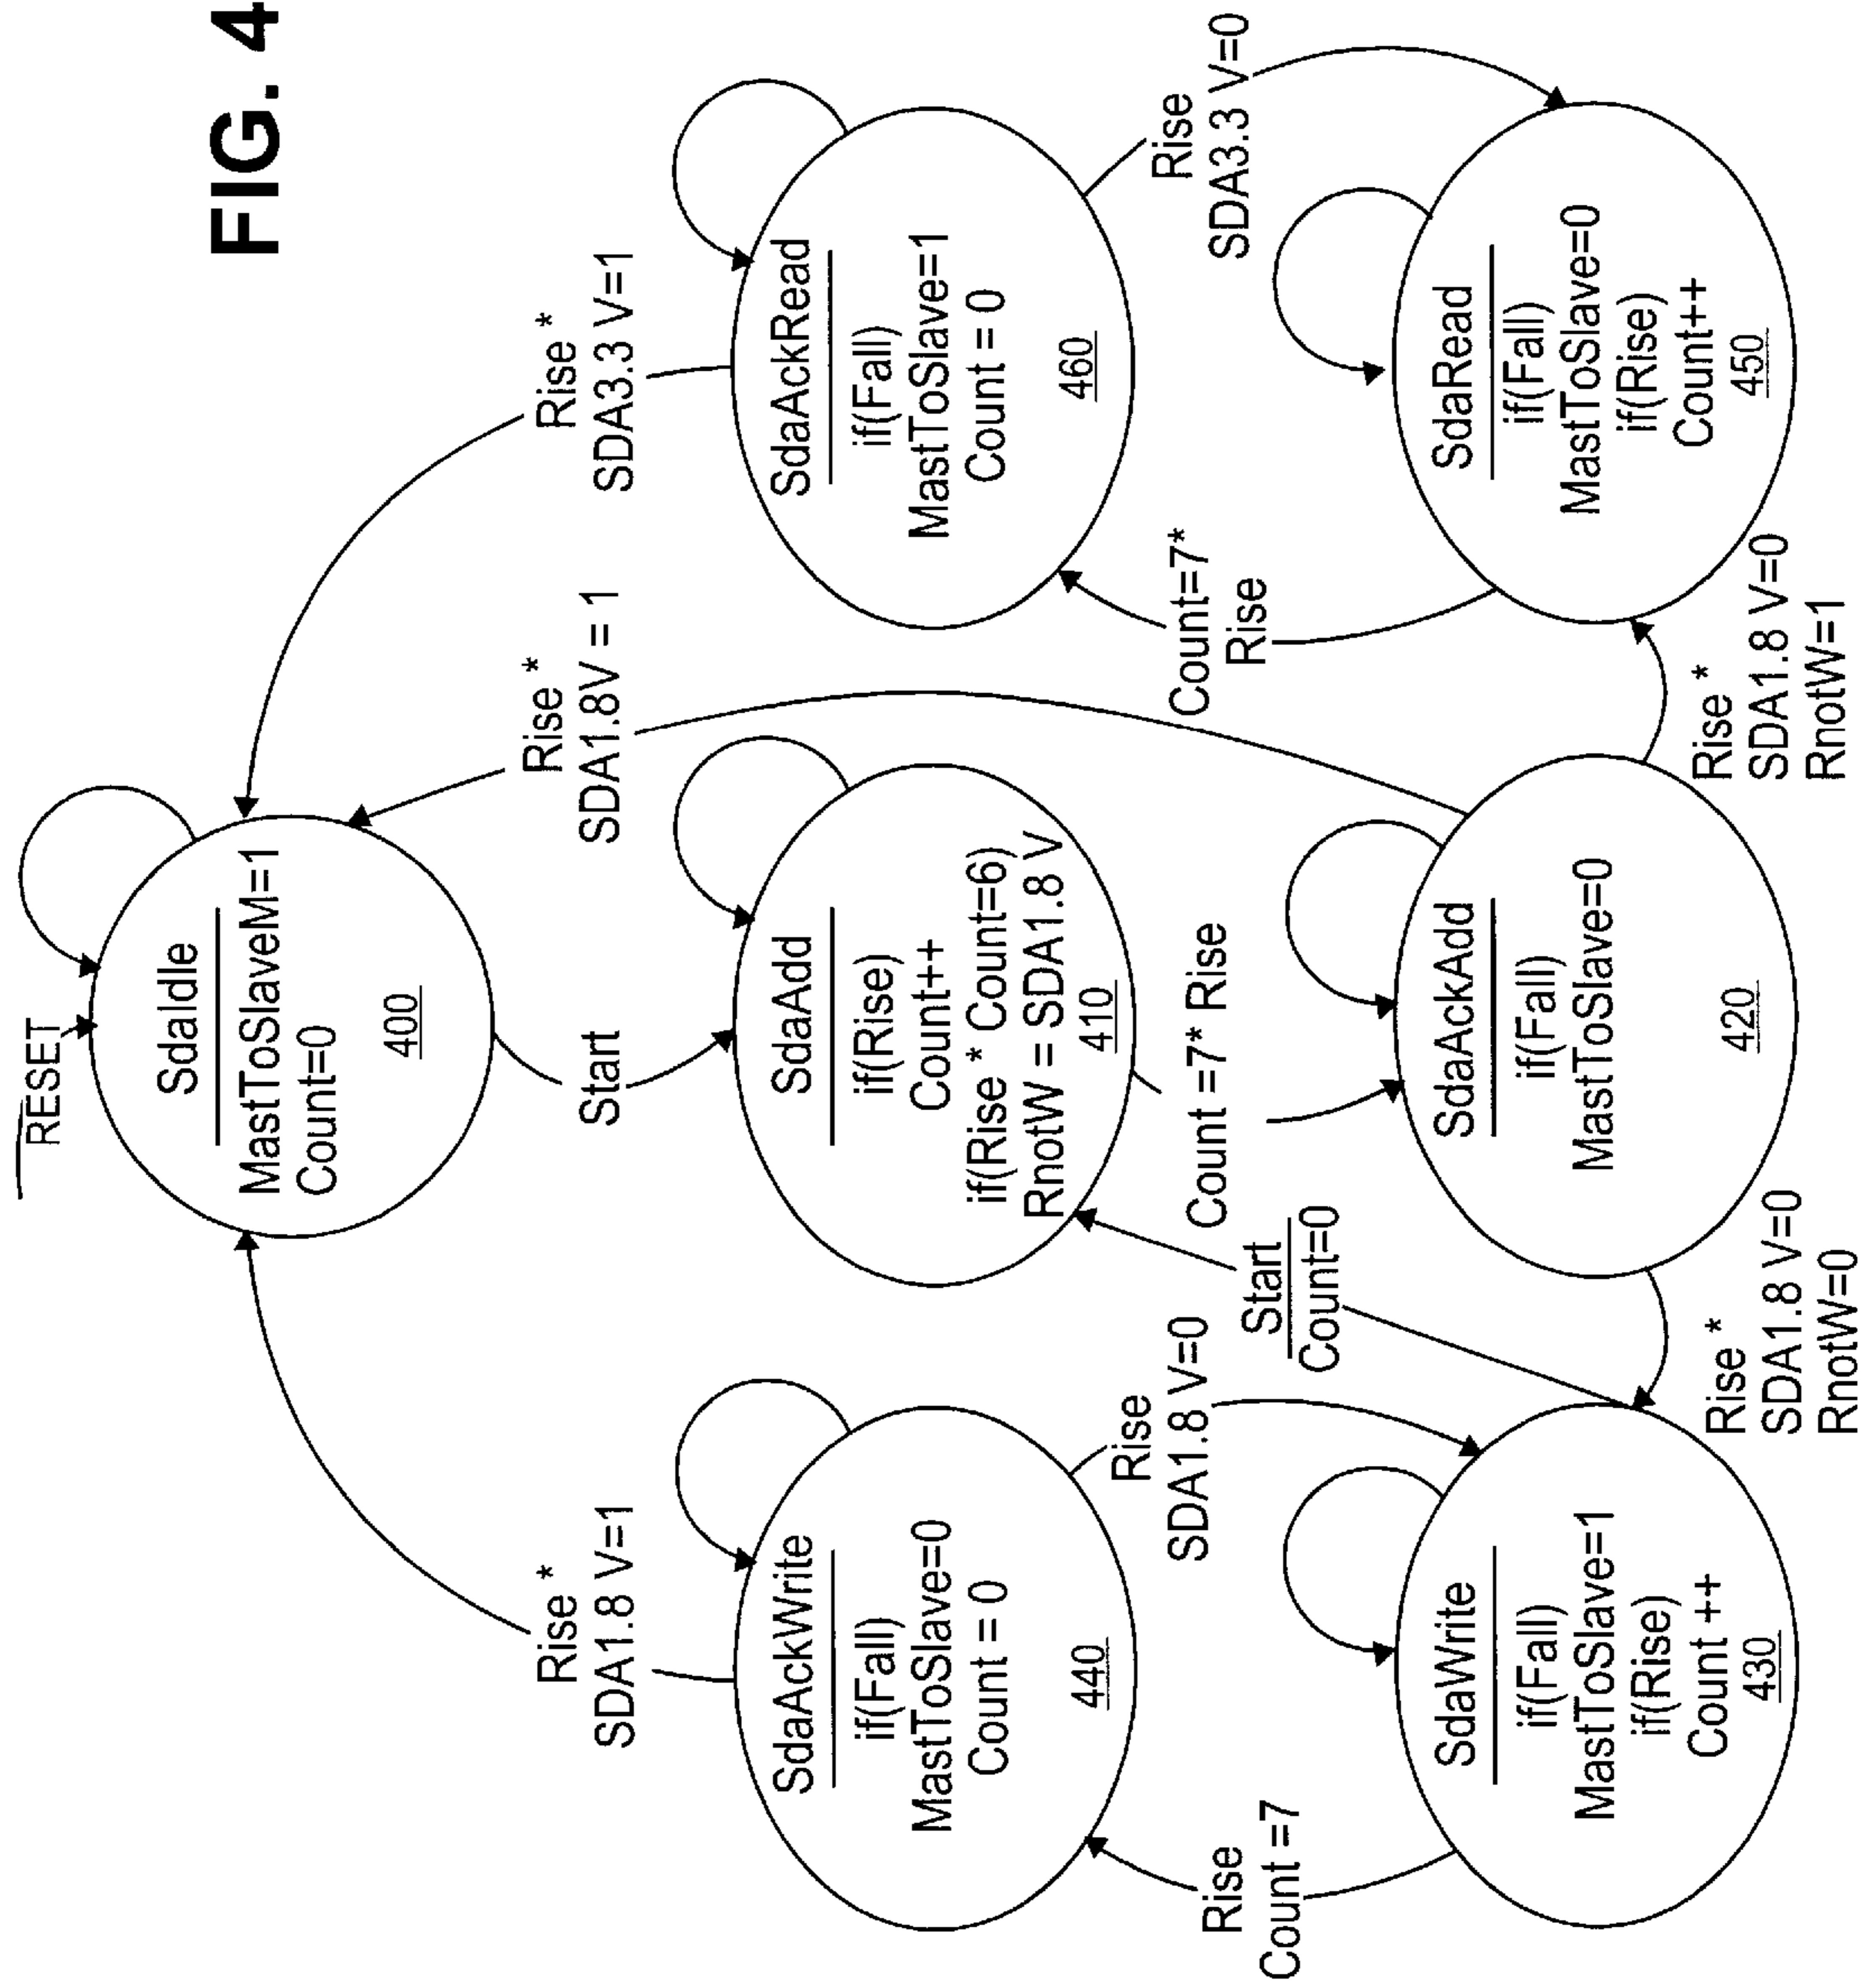 FIG. 4
RESET
SdaIdle
MastToSlaveM=1
Count=0
400
Start
Rise*
SDA1.8 V=1
Rise*
SDA1.8V = 1
Rise*
SDA3.3 V=1
SdaAckWrite
if(Fall)
MastToSlave=0
Count = 0
440
SdaAdd
if(Rise)
Count++
if(Rise * Count=6)
RnotW = SDA1.8 V
410
SdaAckRead
if(Fall)
MastToSlave=1
Count = 0
460
Rise
Count =7
Rise
SDA1.8 V=0
Start
Count=0
Count =7* Rise
Count=7*
Rise
Rise
SDA3.3 V=0
SdaWrite
if(Fall)
MastToSlave=1
if(Rise)
Count ++
430
SdaAckAdd
if(Fall)
MastToSlave=0
420
SdaRead
if(Fall)
MastToSlave=0
if(Rise)
Count++
450
Rise*
SDA1.8 V=0
RnotW=0
Rise*
SDA1.8 V=0
RnotW=1